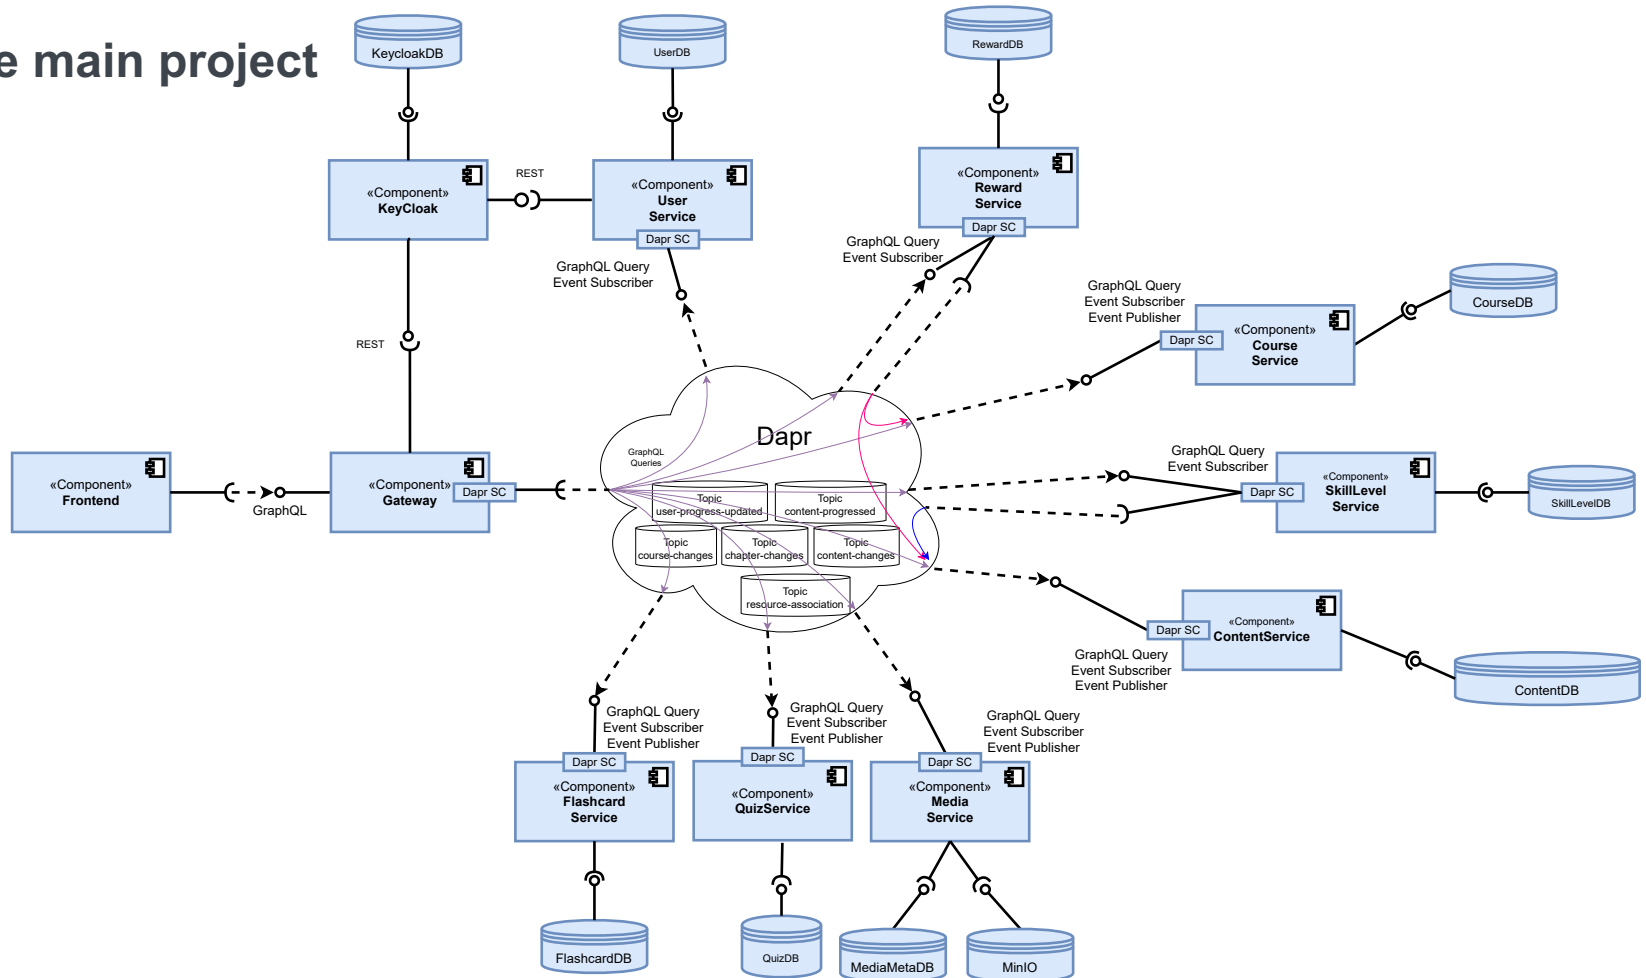 e main project
KeycloakDB
UserDB
RewardDB
«Component»
KeyCloak
REST
«Component»
User
Service
Dapr SC
GraphQL Query
Event Subscriber
«Component»
Reward
Service
Dapr SC
GraphQL Query
Event Subscriber
GraphQL Query
Event Subscriber
Event Publisher
Dapr SC
«Component»
Course
Service
CourseDB
REST
Dapr
GraphQL
Queries
«Component»
Frontend
GraphQL
«Component»
Gateway
Dapr SC
Topic
user-progress-updated
Topic
content-progressed
Topic
course-changes
Topic
chapter-changes
Topic
content-changes
Topic
resource-association
GraphQL Query
Event Subscriber
Dapr SC
«Component»
SkillLevel
Service
SkillLevelDB
Dapr SC
«Component»
ContentService
GraphQL Query
Event Subscriber
Event Publisher
ContentDB
GraphQL Query
Event Subscriber
Event Publisher
Dapr SC
«Component»
Flashcard
Service
FlashcardDB
GraphQL Query
Event Subscriber
Event Publisher
Dapr SC
«Component»
QuizService
QuizDB
GraphQL Query
Event Subscriber
Event Publisher
Dapr SC
«Component»
Media
Service
MediaMetaDB
MinIO